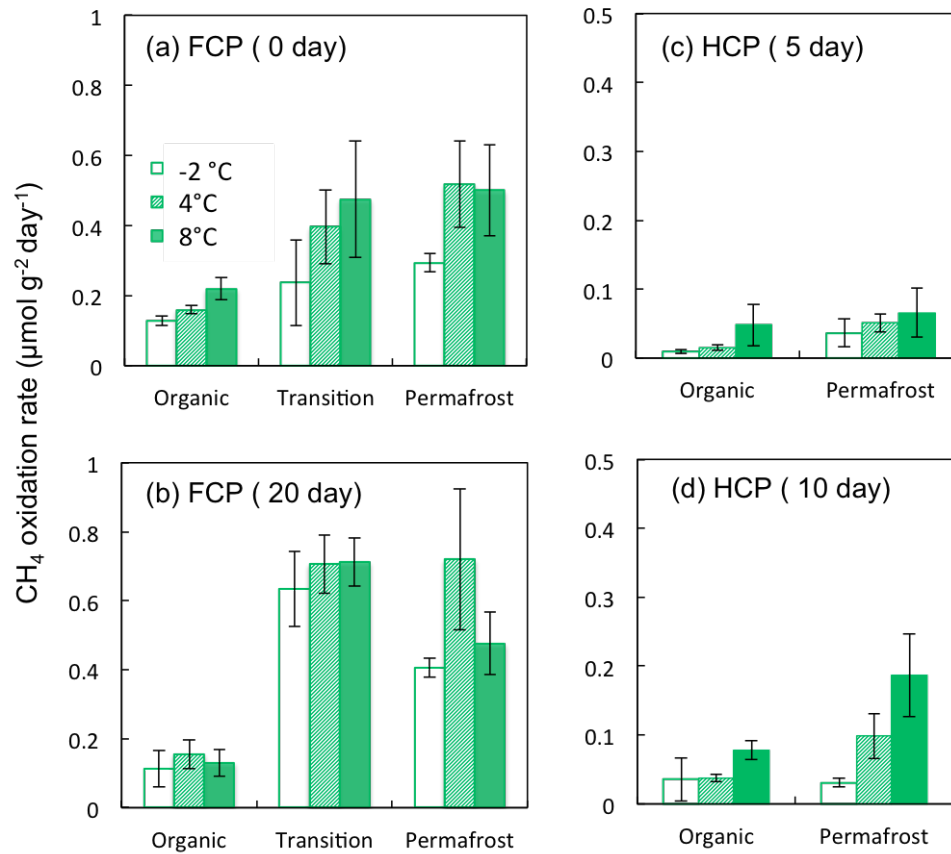 CH₄ oxidation rate (µmol g⁻² day⁻¹)
(a) FCP ( 0 day)
1
0.8
0.6
0.4
0.2
0
-2 °C
4°C
8°C
Organic Transition Permafrost
(c) HCP ( 5 day)
0.5
0.4
0.3
0.2
0.1
0
Organic Permafrost
(b) FCP ( 20 day)
1
0.8
0.6
0.4
0.2
0
Organic Transition Permafrost
(d) HCP ( 10 day)
0.5
0.4
0.3
0.2
0.1
0
Organic Permafrost